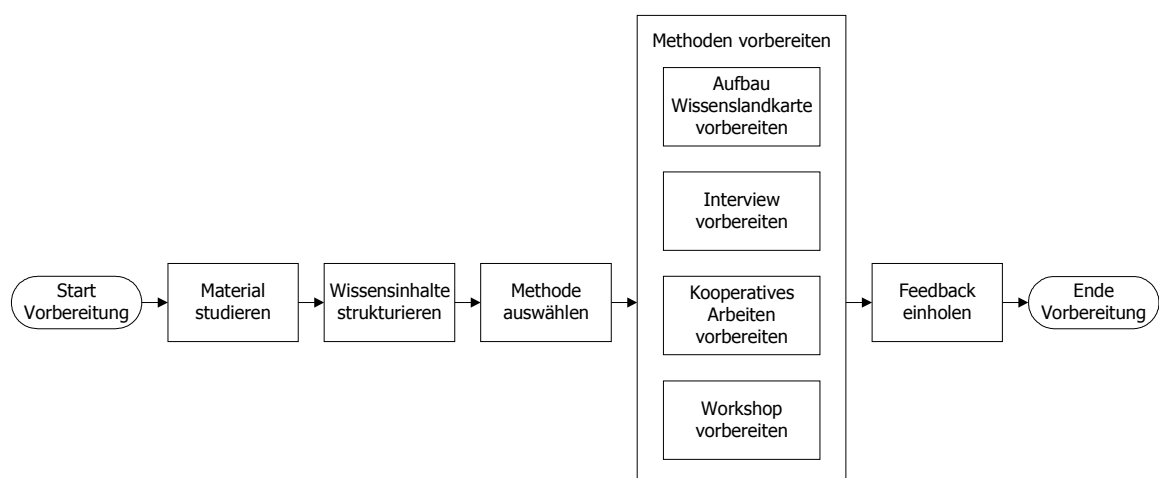 Start
Vorbereitung
Material
studieren
Wissensinhalte
strukturieren
Methode
auswählen
Methoden vorbereiten
Aufbau
Wissenslandkarte
vorbereiten
Interview
vorbereiten
Kooperatives
Arbeiten
vorbereiten
Workshop
vorbereiten
Feedback
einholen
Ende
Vorbereitung